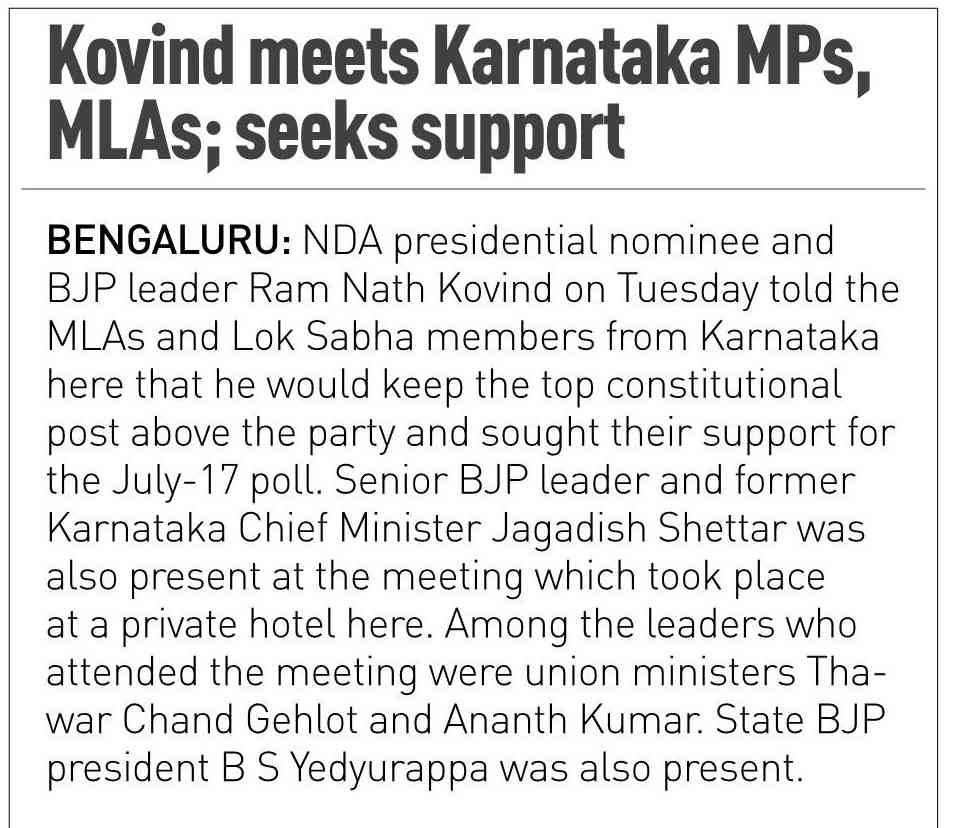 Kovind meets Karnataka MPs,
MLAs; seeks support
BENGALURU: NDA presidential nominee and
BJP leader Ram Nath Kovind on Tuesday told the
MLAs and Lok Sabha members from Karnataka
here that he would keep the top constitutional
post above the party and sought their support for
the July-17 poll. Senior BJP leader and former
Karnataka Chief Minister Jagadish Shettar was
also present at the meeting which took place
at a private hotel here. Among the leaders who
attended the meeting were union ministers Tha-
war Chand Gehlot and Ananth Kumar. State BJP
president B S Yedyurappa was also present.